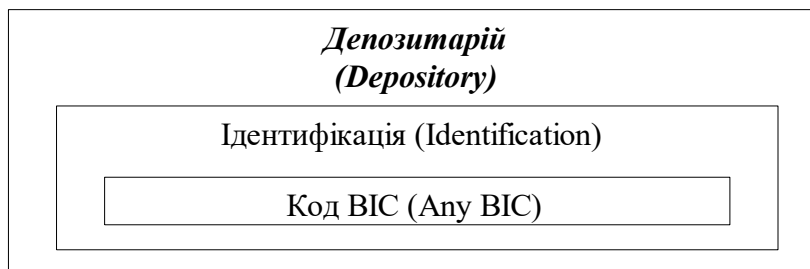 Депозитарій
(Depository)
Ідентифікація (Identification)
Код BIC (Any BIC)